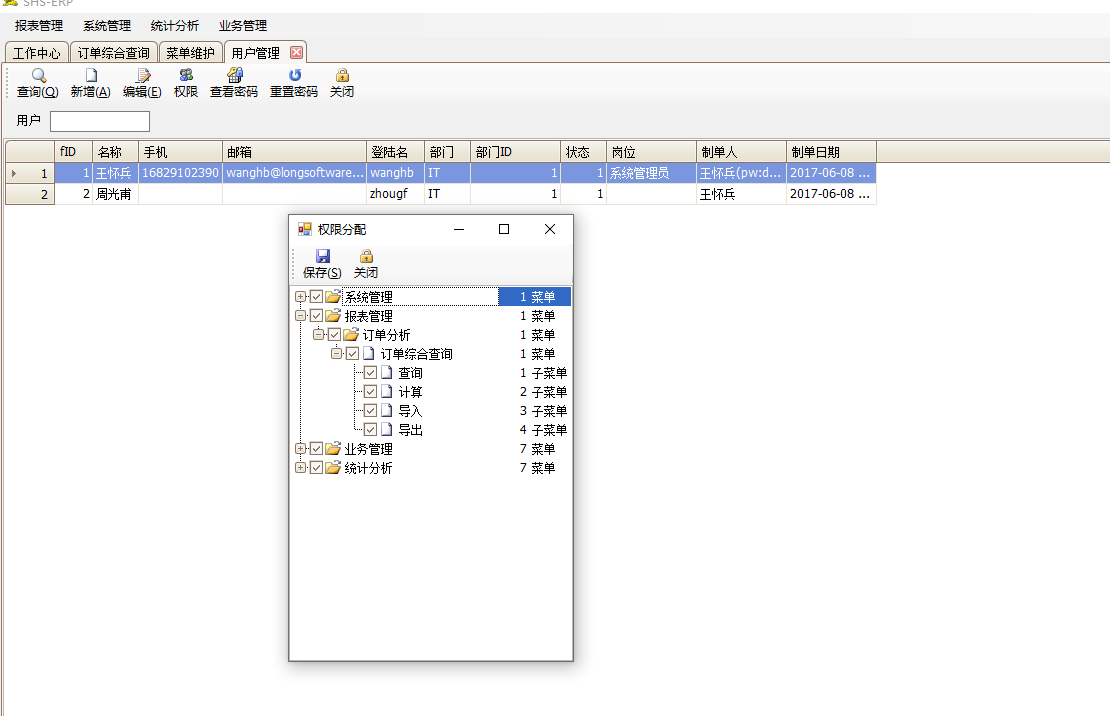 SHS-ERP
报表管理 系统管理 统计分析 业务管理
工作中心 订单综合查询 菜单维护 用户管理
查询(Q) 新增(A) 编辑(E) 权限 查看密码 重置密码 关闭
用户
fID 名称 手机 邮箱 登陆名 部门 部门ID 状态 岗位 制单人 制单日期
1 1 王怀兵 16829102390 wanghb@longsoftware... wanghb IT 1 1 系统管理员 王怀兵(pw:d... 2017-06-08 ...
2 2 周光甫 zhougf IT 1 1 王怀兵 2017-06-08 ...
权限分配
保存(S) 关闭
系统管理 1 菜单
报表管理 1 菜单
订单分析 1 菜单
订单综合查询 1 菜单
查询 1 子菜单
计算 2 子菜单
导入 3 子菜单
导出 4 子菜单
业务管理 7 菜单
统计分析 7 菜单